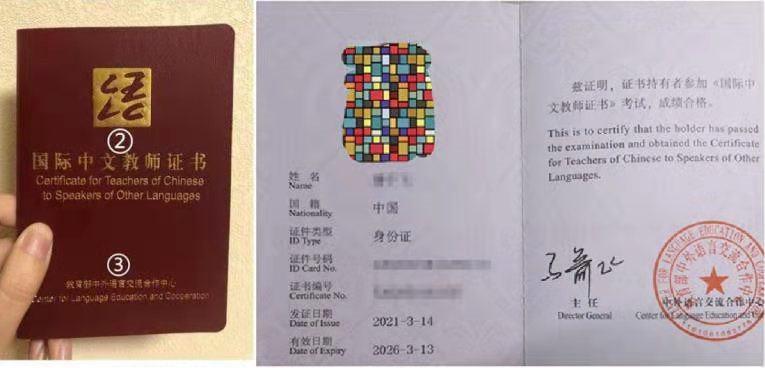 语
②
国际中文教师证书
Certificate for Teachers of Chinese
to Speakers of Other Languages
③
教育部中外语言交流合作中心
Center for Language Education and Cooperation
姓 名
Name
国 籍
Nationality
中国
证件类型
ID Type
身份证
证件号码
ID Card No.
证书编号
Certificate No.
发证日期
Date of Issue
2021-3-14
有效日期
Date of Expiry
2026-3-13
兹证明，证书持有者参加《国际中
文教师证书》考试，成绩合格。
This is to certify that the holder has passed
the examination and obtained the Certificate
for Teachers of Chinese to Speakers of Other
Languages.
主 任
Director General
中外语言交流合作中心
Center for Language Education and